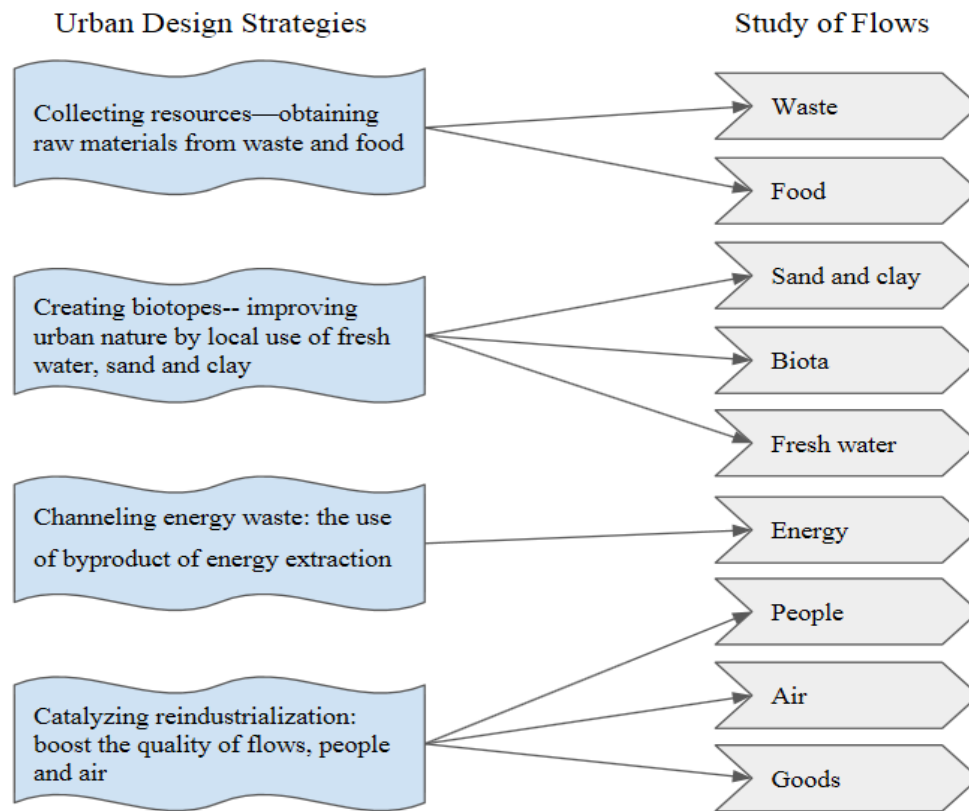 Urban Design Strategies
Study of Flows
Collecting resources—obtaining
raw materials from waste and food
Waste
Food
Creating biotopes-- improving
urban nature by local use of fresh
water, sand and clay
Sand and clay
Biota
Fresh water
Channeling energy waste: the use
of byproduct of energy extraction
Energy
Catalyzing reindustrialization:
boost the quality of flows, people
and air
People
Air
Goods